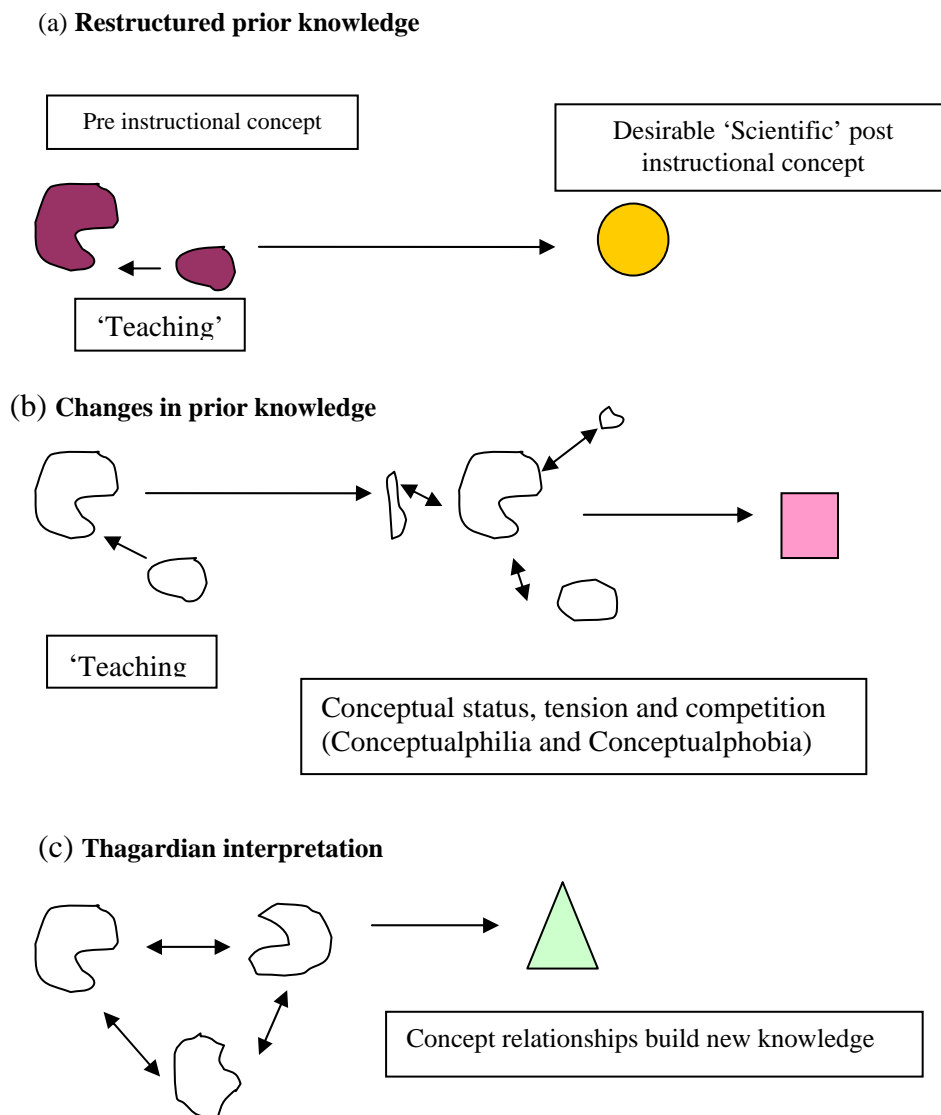 (a) Restructured prior knowledge
Pre instructional concept
Desirable ‘Scientific’ post
instructional concept
‘Teaching’
(b) Changes in prior knowledge
‘Teaching
Conceptual status, tension and competition
(Conceptualphilia and Conceptualphobia)
(c) Thagardian interpretation
Concept relationships build new knowledge